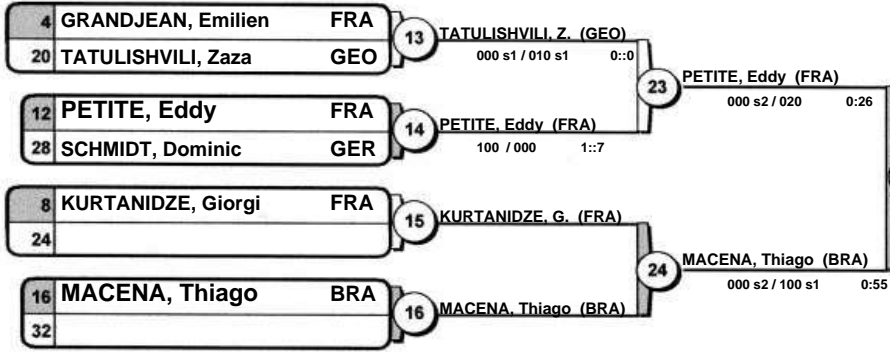 4 GRANDJEAN, Emilien FRA
20 TATULISHVILI, Zaza GEO
13 TATULISHVILI, Z. (GEO)
000 s1 / 010 s1 0::0
12 PETITE, Eddy FRA
28 SCHMIDT, Dominic GER
14 PETITE, Eddy (FRA)
100 / 000 1::7
23 PETITE, Eddy (FRA)
000 s2 / 020 0:26
8 KURTANIDZE, Giorgi FRA
24
15 KURTANIDZE, G. (FRA)
16 MACENA, Thiago BRA
32
16 MACENA, Thiago (BRA)
24 MACENA, Thiago (BRA)
000 s2 / 100 s1 0:55